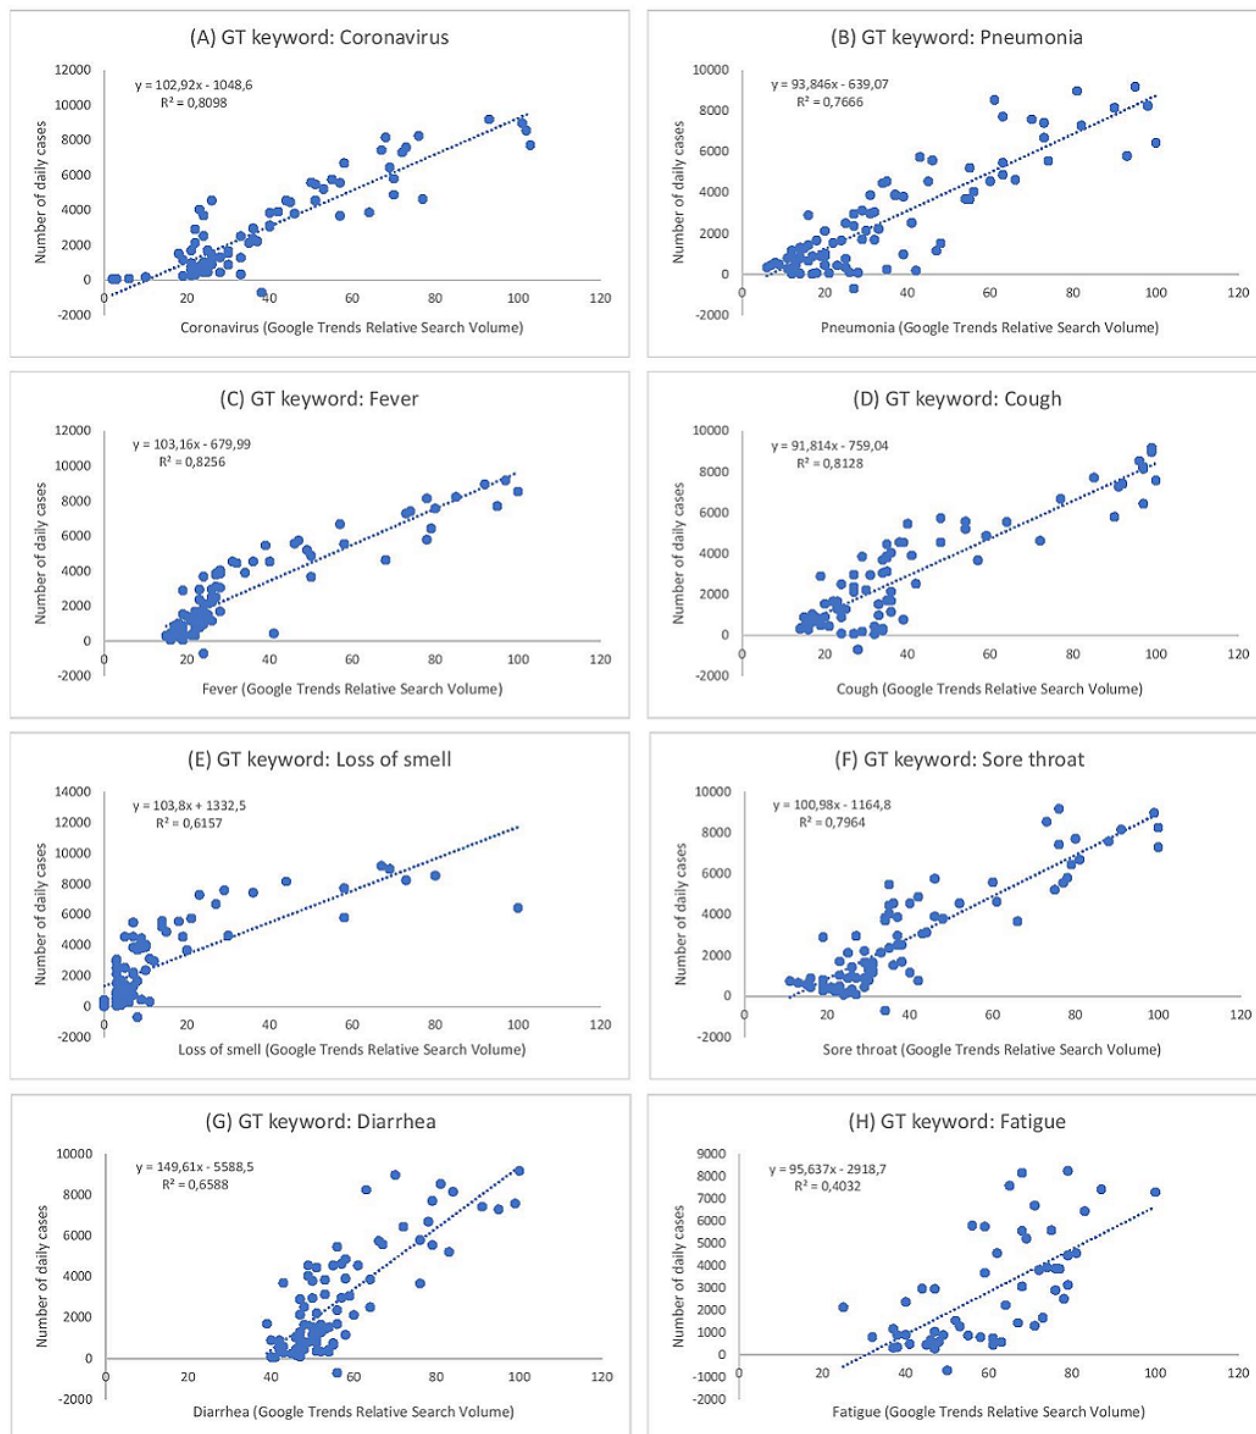 (A) GT keyword: Coronavirus
y = 102,92x - 1048,6
R² = 0,8098
Number of daily cases
12000
10000
8000
6000
4000
2000
0
-2000
0 20 40 60 80 100 120
Coronavirus (Google Trends Relative Search Volume)
(B) GT keyword: Pneumonia
y = 93,846x - 639,07
R² = 0,7666
Number of daily cases
10000
8000
6000
4000
2000
0
-2000
0 20 40 60 80 100 120
Pneumonia (Google Trends Relative Search Volume)
(C) GT keyword: Fever
y = 103,16x - 679,99
R² = 0,8256
Number of daily cases
12000
10000
8000
6000
4000
2000
0
-2000
0 20 40 60 80 100 120
Fever (Google Trends Relative Search Volume)
(D) GT keyword: Cough
y = 91,814x - 759,04
R² = 0,8128
Number of daily cases
10000
8000
6000
4000
2000
0
-2000
0 20 40 60 80 100 120
Cough (Google Trends Relative Search Volume)
(E) GT keyword: Loss of smell
y = 103,8x + 1332,5
R² = 0,6157
Number of daily cases
14000
12000
10000
8000
6000
4000
2000
0
-2000
0 20 40 60 80 100 120
Loss of smell (Google Trends Relative Search Volume)
(F) GT keyword: Sore throat
y = 100,98x - 1164,8
R² = 0,7964
Number of daily cases
10000
8000
6000
4000
2000
0
-2000
0 20 40 60 80 100 120
Sore throat (Google Trends Relative Search Volume)
(G) GT keyword: Diarrhea
y = 149,61x - 5588,5
R² = 0,6588
Number of daily cases
10000
8000
6000
4000
2000
0
-2000
0 20 40 60 80 100 120
Diarrhea (Google Trends Relative Search Volume)
(H) GT keyword: Fatigue
y = 95,637x - 2918,7
R² = 0,4032
Number of daily cases
9000
8000
7000
6000
5000
4000
3000
2000
1000
0
-1000
-2000
0 20 40 60 80 100 120
Fatigue (Google Trends Relative Search Volume)